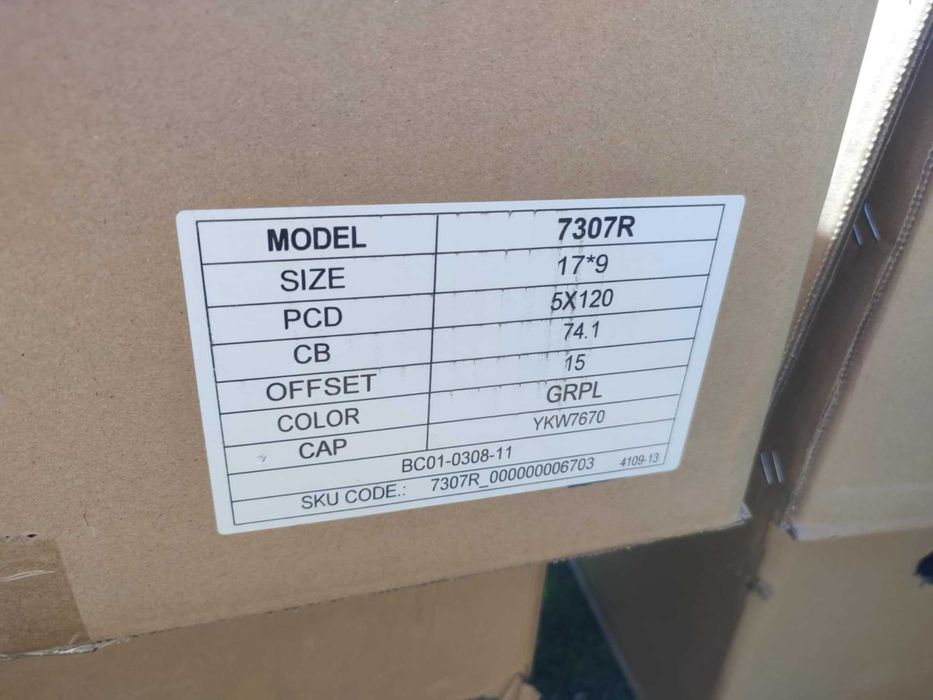 MODEL 7307R
SIZE 17*9
PCD 5X120
CB 74.1
OFFSET 15
COLOR GRPL
CAP YKW7670
BC01-0308-11
SKU CODE.: 7307R_000000006703 4109-13